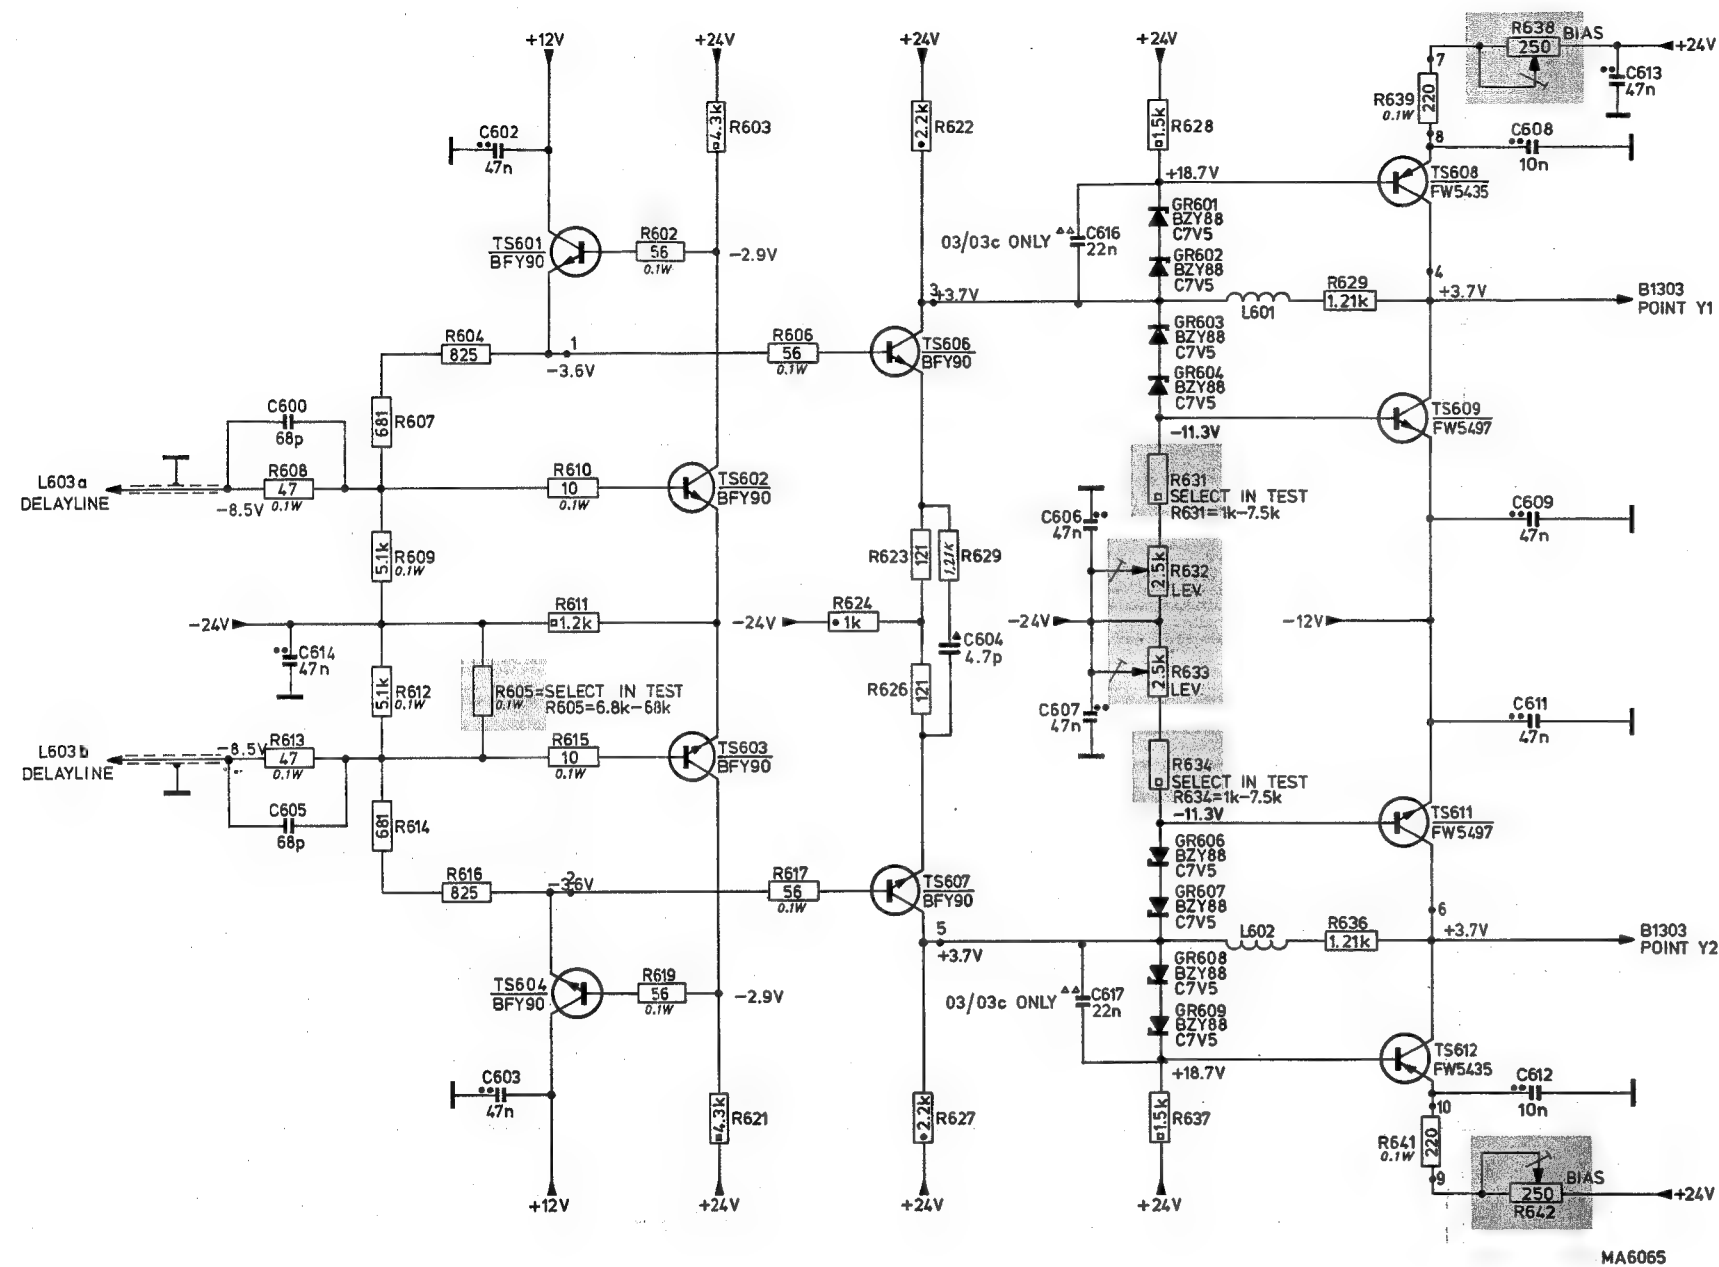 +12V
+24V
+24V
+24V
R638 BIAS
250
+24V
7
C613
47n
R639
0.1W
220
8
C608
10n
C602
47n
4.3k
R603
2.2k
R622
1.5k
R628
+18.7V
TS608
FW5435
TS601
BFY90
R602
56
0.1W
-2.9V
03/03c ONLY
C616
22n
GR601
BZY88
C7V5
GR602
BZY88
C7V5
4
3
+3.7V
L601
R629
1.21k
+3.7V
B1303
POINT Y1
R604
825
1
-3.6V
R606
56
0.1W
TS606
BFY90
GR603
BZY88
C7V5
GR604
BZY88
C7V5
C600
68p
681
R607
-11.3V
TS609
FW5497
L603a
DELAYLINE
R608
47
0.1W
-8.5V
R610
10
0.1W
TS602
BFY90
R631
SELECT IN TEST
R631=1k-7.5k
C606
47n
C609
47n
5.1k
R609
0.1W
R623
121
1.21k
R629
2.5k
R632
LEV.
-24V
R611
1.2k
-24V
R624
1k
-24V
-12V
C614
47n
C604
4.7p
5.1k
R612
0.1W
R605=SELECT IN TEST
0.1W
R605=6.8k-68k
R626
121
2.5k
R633
LEV.
C607
47n
C611
47n
L603b
DELAYLINE
-8.5V
R613
47
0.1W
R615
10
0.1W
TS603
BFY90
R634
SELECT IN TEST
R634=1k-7.5k
-11.3V
C605
68p
681
R614
TS611
FW5497
R616
825
2
-3.6V
R617
56
0.1W
TS607
BFY90
GR606
BZY88
C7V5
GR607
BZY88
C7V5
6
5
+3.7V
L602
R636
1.21k
+3.7V
B1303
POINT Y2
TS604
BFY90
R619
56
0.1W
-2.9V
03/03c ONLY
C617
22n
GR608
BZY88
C7V5
GR609
BZY88
C7V5
+18.7V
TS612
FW5435
C603
47n
4.3k
R621
2.2k
R627
1.5k
R637
C612
10n
10
R641
0.1W
220
9
BIAS
250
R642
+24V
+12V
+24V
+24V
+24V
MA6065